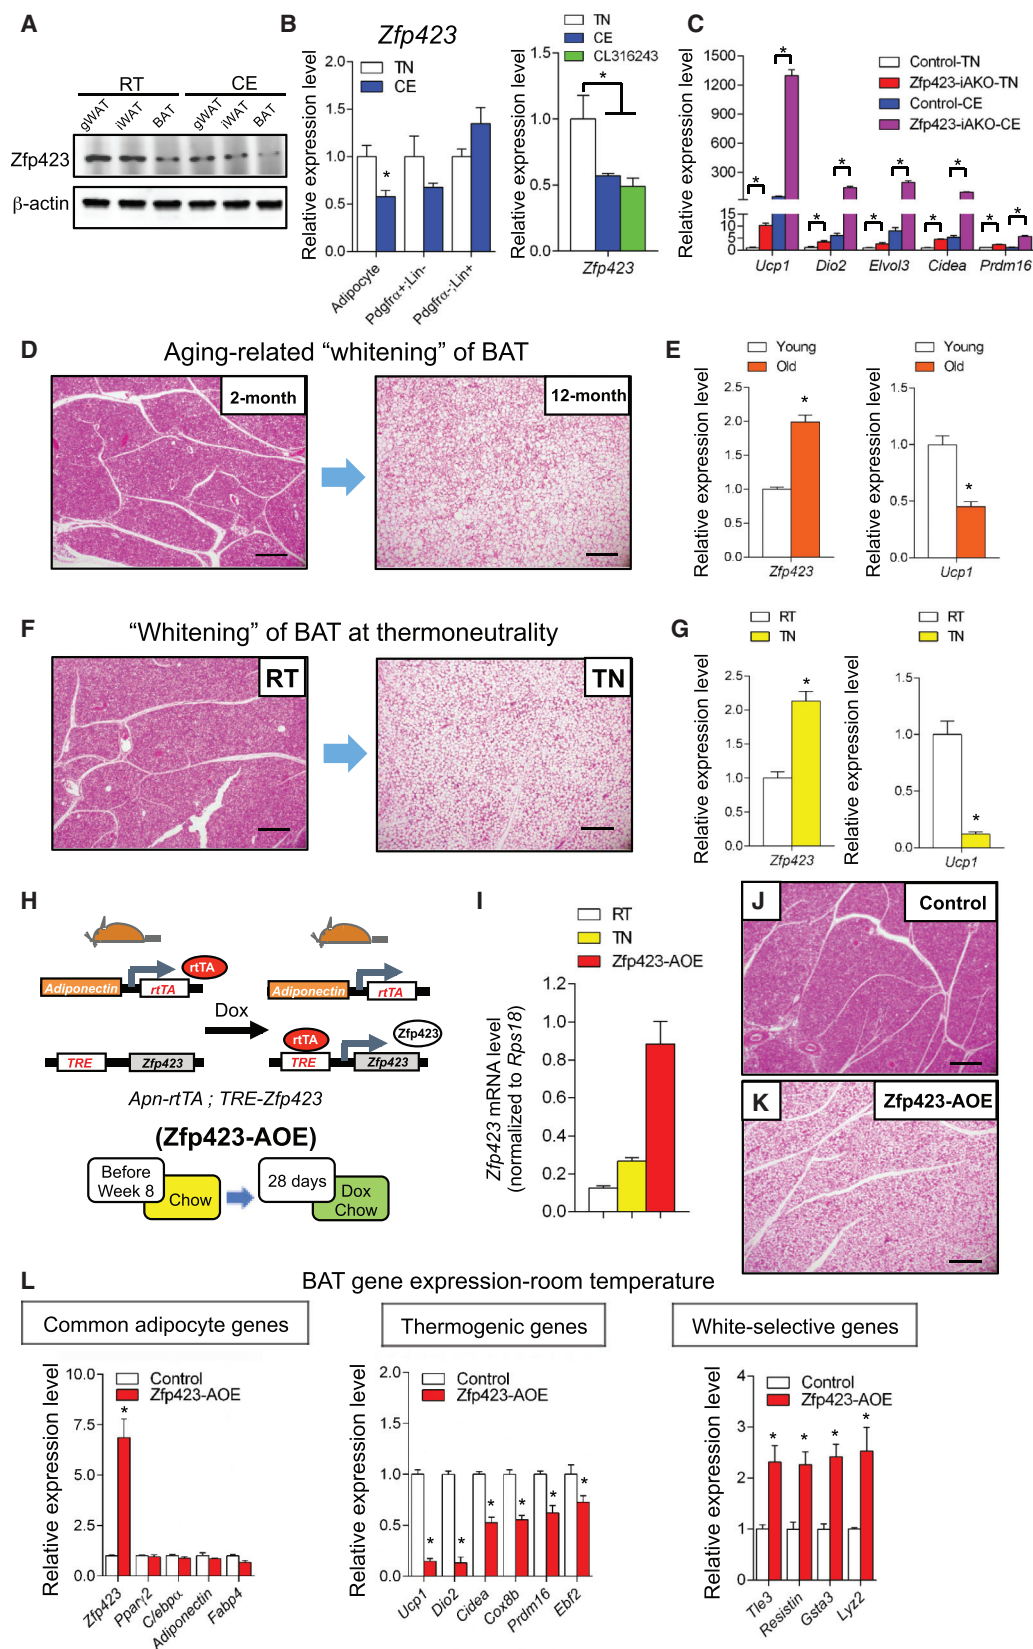 A
RT
CE
gWAT
iWAT
BAT
gWAT
iWAT
BAT
Zfp423
β-actin
B
Zfp423
TN
CE
Relative expression level
2.0
1.5
1.0
0.5
0.0
*
Adipocyte
Pdgfrα+;Lin-
Pdgfrα-;Lin+
TN
CE
CL316243
Relative expression level
1.5
1.0
0.5
0.0
*
Zfp423
C
Control-TN
Zfp423-iAKO-TN
Control-CE
Zfp423-iAKO-CE
Relative expression level
1500
1200
900
600
300
15
10
5
0
* * * * * * * * * *
Ucp1 Dio2 Elvol3 Cidea Prdm16
D
Aging-related “whitening” of BAT
2-month
12-month
E
Young
Old
Relative expression level
2.5
2.0
1.5
1.0
0.5
0.0
*
Zfp423
Young
Old
Relative expression level
1.5
1.0
0.5
0.0
*
Ucp1
F
“Whitening” of BAT at thermoneutrality
RT
TN
G
RT
TN
Relative expression level
2.5
2.0
1.5
1.0
0.5
0.0
*
Zfp423
RT
TN
Relative expression level
1.5
1.0
0.5
0.0
*
Ucp1
H
rtTA
Adiponectin
rtTA
Adiponectin
rtTA
Dox
rtTA
Zfp423
TRE
Zfp423
TRE
Zfp423
Apn-rtTA ; TRE-Zfp423
(Zfp423-AOE)
Before
Week 8
Chow
28 days
Dox
Chow
I
RT
TN
Zfp423-AOE
Zfp423 mRNA level
(normalized to Rps18)
1.2
1.0
0.8
0.6
0.4
0.2
0.0
J
Control
K
Zfp423-AOE
L
BAT gene expression-room temperature
Common adipocyte genes
Control
Zfp423-AOE
Relative expression level
10.0
7.5
5.0
2.5
0.0
*
Zfp423
Pparγ2
C/ebpα
Adiponectin
Fabp4
Thermogenic genes
Control
Zfp423-AOE
Relative expression level
2.0
1.5
1.0
0.5
0.0
* * * * * *
Ucp1
Dio2
Cidea
Cox8b
Prdm16
Ebf2
White-selective genes
Control
Zfp423-AOE
Relative expression level
4
3
2
1
0
* * * *
Tle3
Resistin
Gsta3
Lyz2